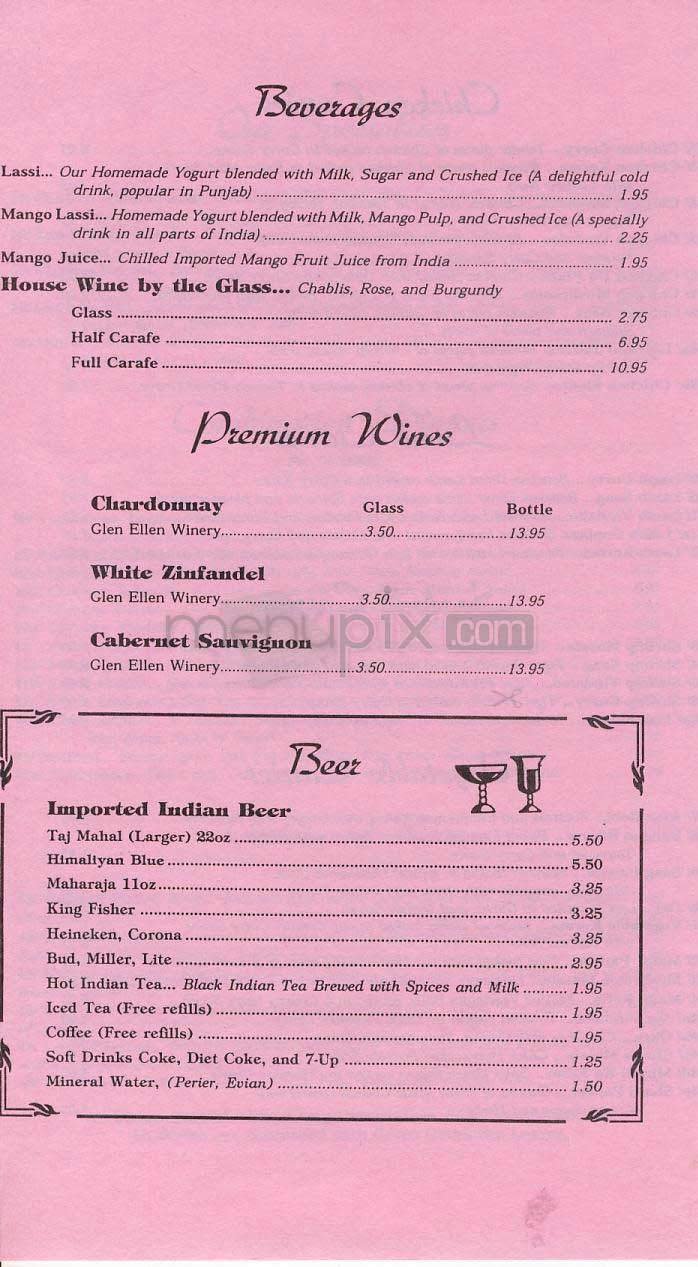 Beverages
Lassi... Our Homemade Yogurt blended with Milk, Sugar and Crushed Ice (A delightful cold
drink, popular in Punjab) 1.95
Mango Lassi... Homemade Yogurt blended with Milk, Mango Pulp, and Crushed Ice (A specially
drink in all parts of India) 2.25
Mango Juice... Chilled Imported Mango Fruit Juice from India 1.95
House Wine by the Glass... Chablis, Rose, and Burgundy
Glass 2.75
Half Carafe 6.95
Full Carafe 10.95
Premium Wines
Chardonnay Glass Bottle
Glen Ellen Winery 3.50 13.95
White Zinfandel
Glen Ellen Winery 3.50 13.95
menupix.com
Cabernet Sauvignon
Glen Ellen Winery 3.50 13.95
Beer
Imported Indian Beer
Taj Mahal (Larger) 22oz 5.50
Himaliyan Blue 5.50
Maharaja 11oz 3.25
King Fisher 3.25
Heineken, Corona 3.25
Bud, Miller, Lite 2.95
Hot Indian Tea... Black Indian Tea Brewed with Spices and Milk 1.95
Iced Tea (Free refills) 1.95
Coffee (Free refills) 1.95
Soft Drinks Coke, Diet Coke, and 7-Up 1.25
Mineral Water, (Perier, Evian) 1.50